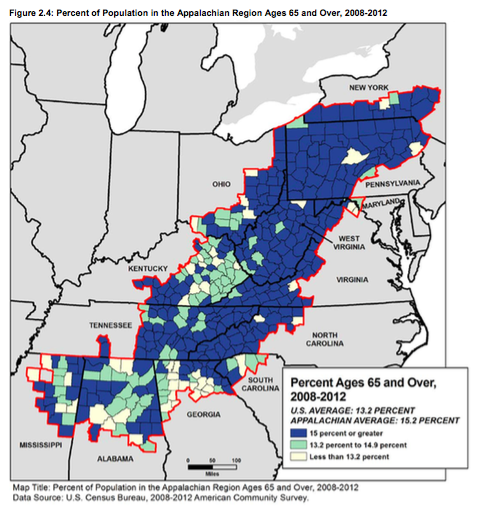 Figure 2.4: Percent of Population in the Appalachian Region Ages 65 and Over, 2008-2012
NEW YORK
OHIO
PENNSYLVANIA
MARYLAND
WEST
VIRGINIA
KENTUCKY
VIRGINIA
TENNESSEE
NORTH
CAROLINA
SOUTH
CAROLINA
GEORGIA
MISSISSIPPI
ALABAMA
Percent Ages 65 and Over,
2008-2012
U.S. AVERAGE: 13.2 PERCENT
APPALACHIAN AVERAGE: 15.2 PERCENT
15 percent or greater
13.2 percent to 14.9 percent
Less than 13.2 percent
0 50 100
Miles
Map Title: Percent of Population in the Appalachian Region Ages 65 and Over, 2008-2012
Data Source: U.S. Census Bureau, 2008-2012 American Community Survey.